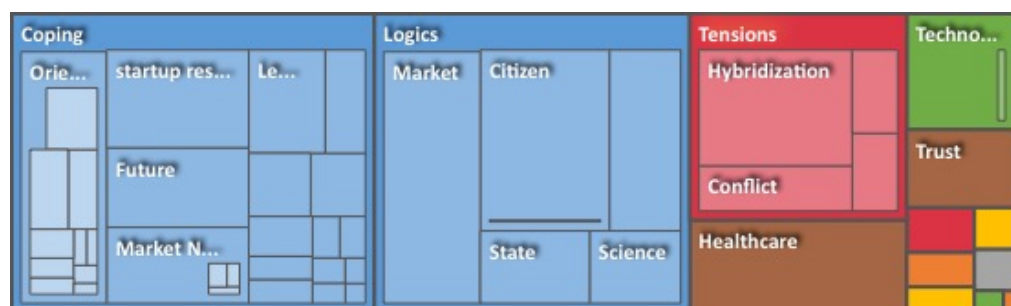 Coping
Logics
Tensions
Techno...
Orie...
startup res...
Le...
Market
Citizen
Hybridization
Future
Trust
Conflict
Market N...
State
Science
Healthcare